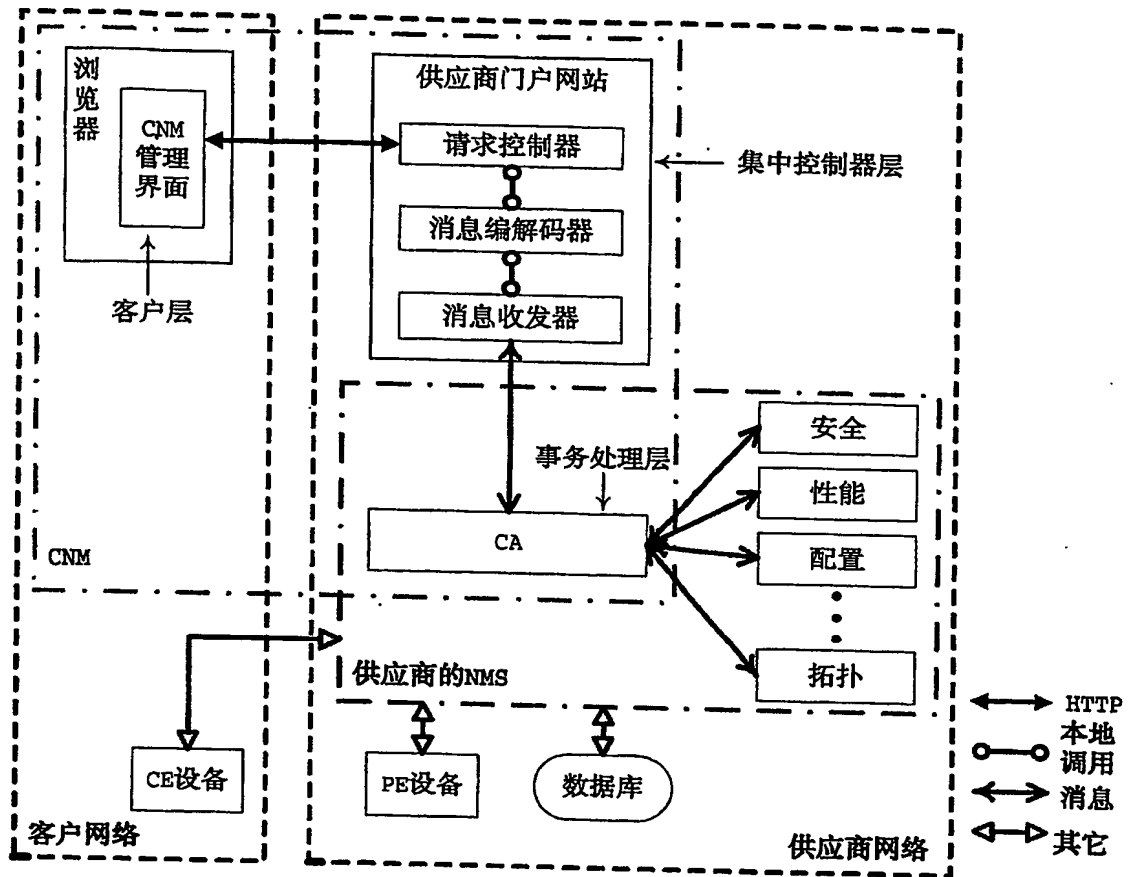 浏
览
器
CNM
管理
界面
客户层
供应商门户网站
请求控制器
消息编解码器
消息收发器
集中控制器层
事务处理层
CA
安全
性能
配置
拓扑
CNM
供应商的NMS
CE设备
PE设备
数据库
客户网络
供应商网络
HTTP
本地
调用
消息
其它